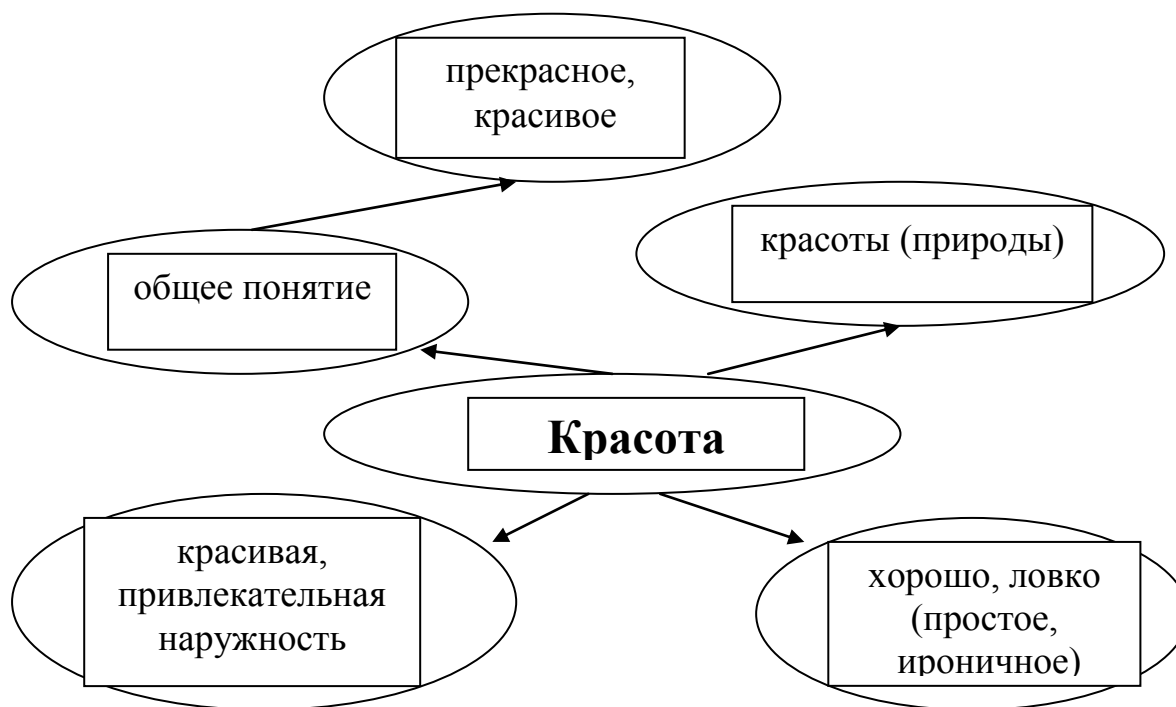 прекрасное,
красивое
красоты (природы)
общее понятие
Красота
красивая,
привлекательная
наружность
хорошо, ловко
(простое,
ироничное)